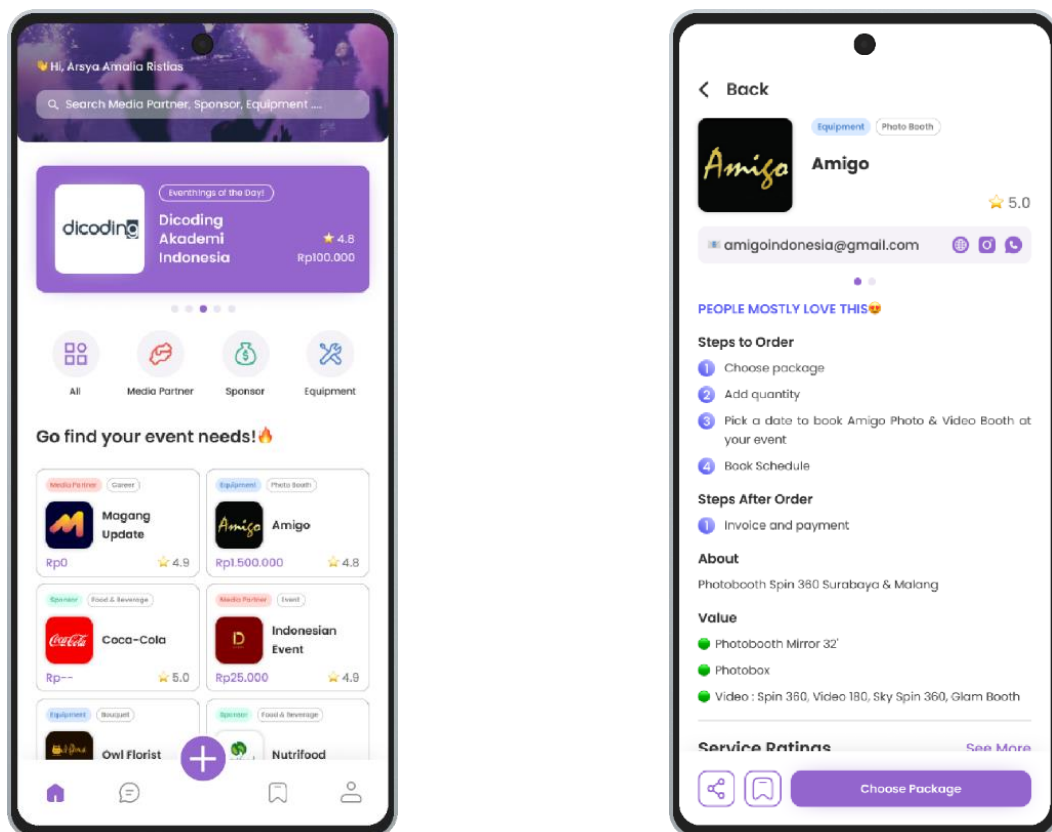 👋Hi, Arsya Amalia Ristias
Search Media Partner, Sponsor, Equipment ....
Eventhings of the Day!
dicoding
Dicoding
Akademi
Indonesia
⭐ 4.8
Rp100.000
All
Media Partner
Sponsor
Equipment
Go find your event needs!🔥
Media Partner
Career
Magang
Update
Rp0
⭐ 4.9
Equipment
Photo Booth
Amigo
Amigo
Rp1.500.000
⭐ 4.8
Sponsor
Food & Beverage
Coca-Cola
Coca-Cola
Rp--
⭐ 5.0
Media Partner
Event
Indonesian
Event
Rp25.000
⭐ 4.9
Equipment
Bouquet
Owl Florist
Sponsor
Food & Beverage
Nutrifood
Back
Equipment
Photo Booth
Amigo
Amigo
⭐ 5.0
📧 amigoindonesia@gmail.com
PEOPLE MOSTLY LOVE THIS😍
Steps to Order
1 Choose package
2 Add quantity
3 Pick a date to book Amigo Photo & Video Booth at
your event
4 Book Schedule
Steps After Order
1 Invoice and payment
About
Photobooth Spin 360 Surabaya & Malang
Value
Photobooth Mirror 32'
Photobox
Video : Spin 360, Video 180, Sky Spin 360, Glam Booth
Service Ratings
See More
Choose Package